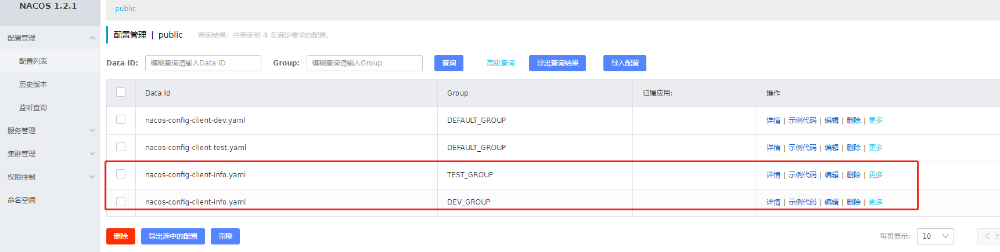 NACOS 1.2.1
public
配置管理
配置列表
历史版本
监听查询
服务管理
集群管理
权限控制
命名空间
配置管理 | public 查询结果：共查询到 4 条满足要求的配置。
Data ID: 模糊查询请输入Data ID Group: 模糊查询请输入Group 查询 高级查询 导出查询结果 导入配置
Data Id Group 归属应用: 操作
nacos-config-client-dev.yaml DEFAULT_GROUP 详情 | 示例代码 | 编辑 | 删除 | 更多
nacos-config-client-test.yaml DEFAULT_GROUP 详情 | 示例代码 | 编辑 | 删除 | 更多
nacos-config-client-info.yaml TEST_GROUP 详情 | 示例代码 | 编辑 | 删除 | 更多
nacos-config-client-info.yaml DEV_GROUP 详情 | 示例代码 | 编辑 | 删除 | 更多
删除 导出选中的配置 克隆 每页显示: 10 上